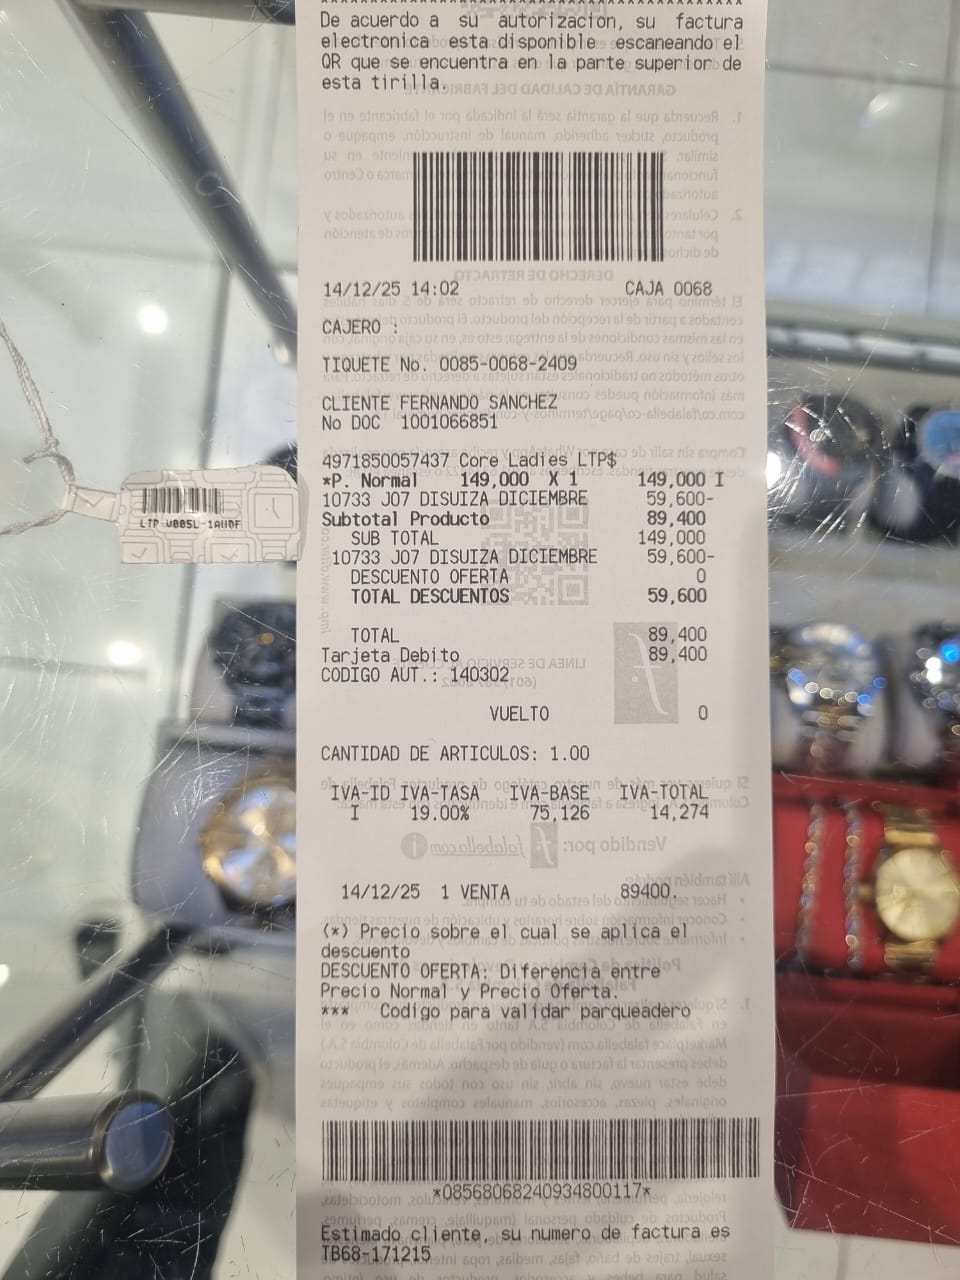 De acuerdo a su autorizacion, su factura
electronica esta disponible escaneando el
QR que se encuentra en la parte superior de
esta tirilla.
14/12/25 14:02 CAJA 0068
CAJERO :
TIQUETE No. 0085-0068-2409
CLIENTE FERNANDO SANCHEZ
No DOC 1001066851
4971850057437 Core Ladies LTP$
*P. Normal 149,000 X 1 149,000 I
10733 J07 DISUIZA DICIEMBRE 59,600-
Subtotal Producto 89,400
SUB TOTAL 149,000
10733 J07 DISUIZA DICIEMBRE 59,600-
DESCUENTO OFERTA 0
TOTAL DESCUENTOS 59,600
TOTAL 89,400
Tarjeta Debito 89,400
CODIGO AUT.: 140302
VUELTO 0
CANTIDAD DE ARTICULOS: 1.00
IVA-ID IVA-TASA IVA-BASE IVA-TOTAL
I 19.00% 75,126 14,274
14/12/25 1 VENTA 89400.
(*) Precio sobre el cual se aplica el
descuento
DESCUENTO OFERTA: Diferencia entre
Precio Normal y Precio Oferta.
*** Codigo para validar parqueadero
*08568068240934800117*
Estimado cliente, su numero de factura es
TB68-171215
LTP-V005L-1AUDF